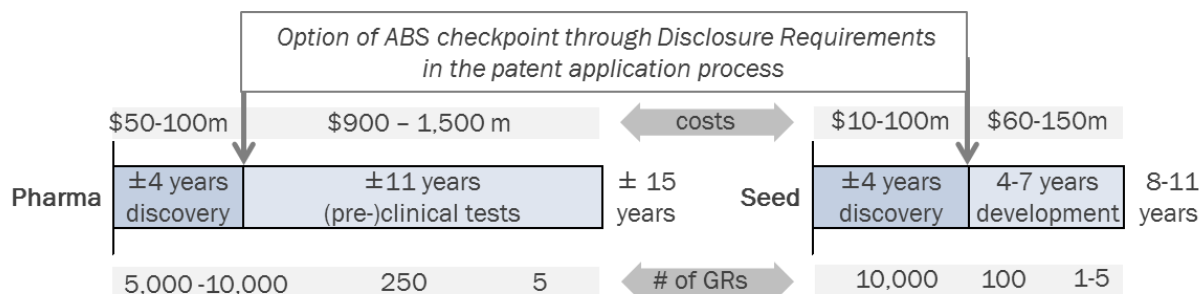 Option of ABS checkpoint through Disclosure Requirements
in the patent application process
$50-100m $900 – 1,500 m costs $10-100m $60-150m
Pharma ±4 years discovery ±11 years (pre-)clinical tests ± 15 years Seed ±4 years discovery 4-7 years development 8-11 years
5,000 -10,000 250 5 # of GRs 10,000 100 1-5